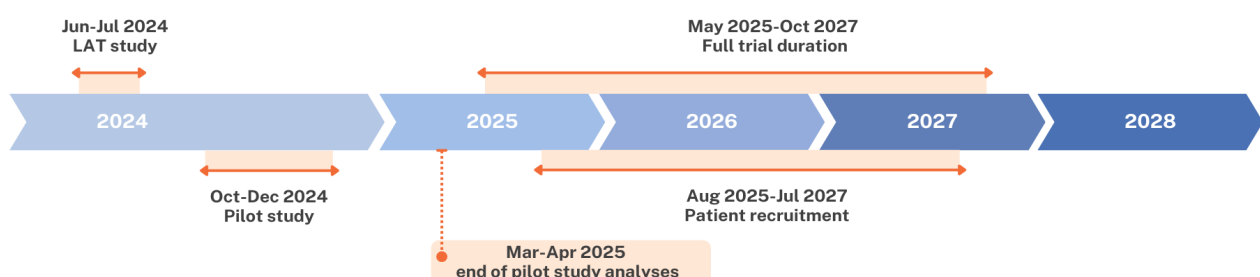 Jun-Jul 2024
LAT study
May 2025-Oct 2027
Full trial duration
2024
2025
2026
2027
2028
Oct-Dec 2024
Pilot study
Aug 2025-Jul 2027
Patient recruitment
Mar-Apr 2025
end of pilot study analyses